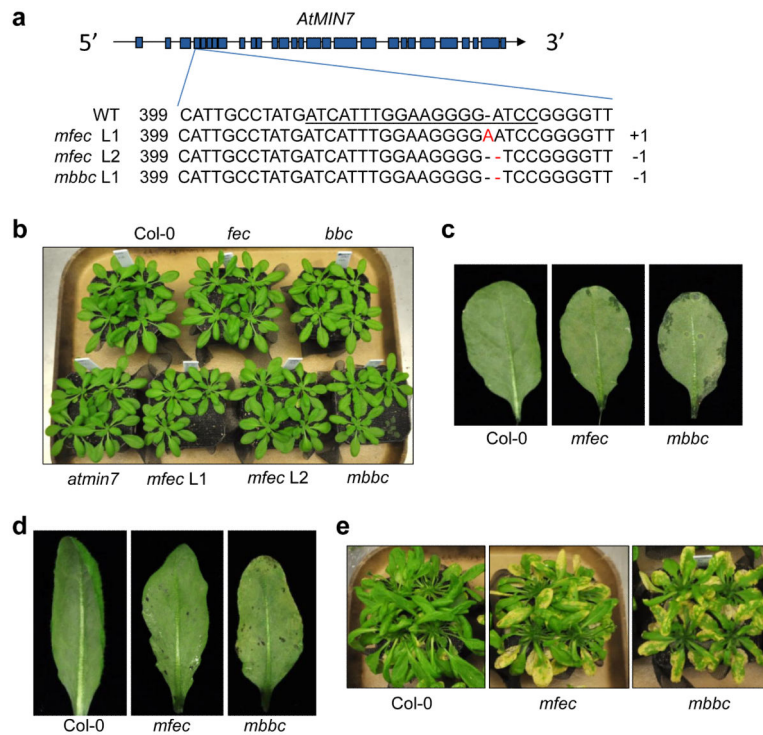 a
AtMIN7
5’ 3’
WT 399 CATTGCCTATGATCATTTGGAAGGGG-ATCCGGGGTT
mfec L1 399 CATTGCCTATGATCATTTGGAAGGGGAATCCGGGGTT +1
mfec L2 399 CATTGCCTATGATCATTTGGAAGGGG--TCCGGGGTT -1
mbbc L1 399 CATTGCCTATGATCATTTGGAAGGGG--TCCGGGGTT -1
b
Col-0 fec bbc
atmin7 mfec L1 mfec L2 mbbc
c
Col-0 mfec mbbc
d
Col-0 mfec mbbc
e
Col-0 mfec mbbc